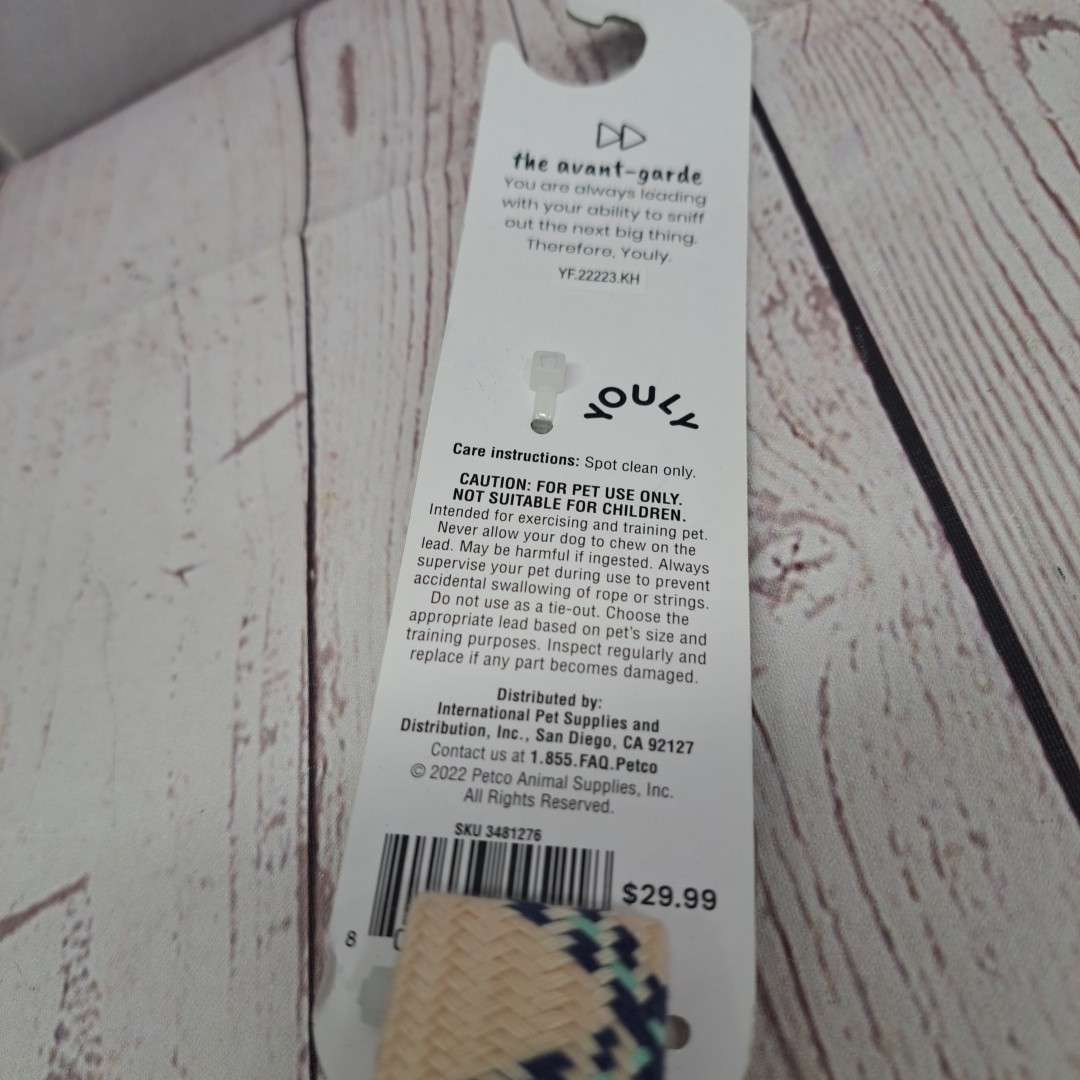 the avant-garde
You are always leading
with your ability to sniff
out the next big thing.
Therefore, Youly.
YF.22223.KH
YOULY
Care instructions: Spot clean only.
CAUTION: FOR PET USE ONLY.
NOT SUITABLE FOR CHILDREN.
Intended for exercising and training pet.
Never allow your dog to chew on the
lead. May be harmful if ingested. Always
supervise your pet during use to prevent
accidental swallowing of rope or strings.
Do not use as a tie-out. Choose the
appropriate lead based on pet's size and
training purposes. Inspect regularly and
replace if any part becomes damaged.
Distributed by:
International Pet Supplies and
Distribution, Inc., San Diego, CA 92127
Contact us at 1.855.FAQ.Petco
© 2022 Petco Animal Supplies, Inc.
All Rights Reserved.
SKU 3481276
$29.99
8